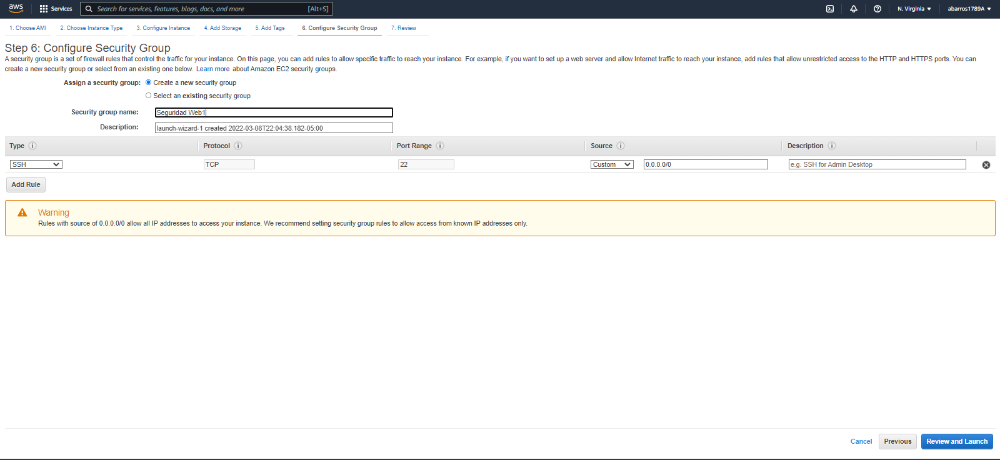 aws Services Search for services, features, blogs, docs, and more [Alt+S] N. Virginia abarros1789A
1. Choose AMI 2. Choose Instance Type 3. Configure Instance 4. Add Storage 5. Add Tags 6. Configure Security Group 7. Review
Step 6: Configure Security Group
A security group is a set of firewall rules that control the traffic for your instance. On this page, you can add rules to allow specific traffic to reach your instance. For example, if you want to set up a web server and allow Internet traffic to reach your instance, add rules that allow unrestricted access to the HTTP and HTTPS ports. You can
create a new security group or select from an existing one below. Learn more about Amazon EC2 security groups.
Assign a security group: Create a new security group
Select an existing security group
Security group name: Seguridad Web1
Description: launch-wizard-1 created 2022-03-08T22:04:38.182-05:00
Type Protocol Port Range Source Description
SSH TCP 22 Custom 0.0.0.0/0 e.g. SSH for Admin Desktop
Add Rule
Warning
Rules with source of 0.0.0.0/0 allow all IP addresses to access your instance. We recommend setting security group rules to allow access from known IP addresses only.
Cancel Previous Review and Launch